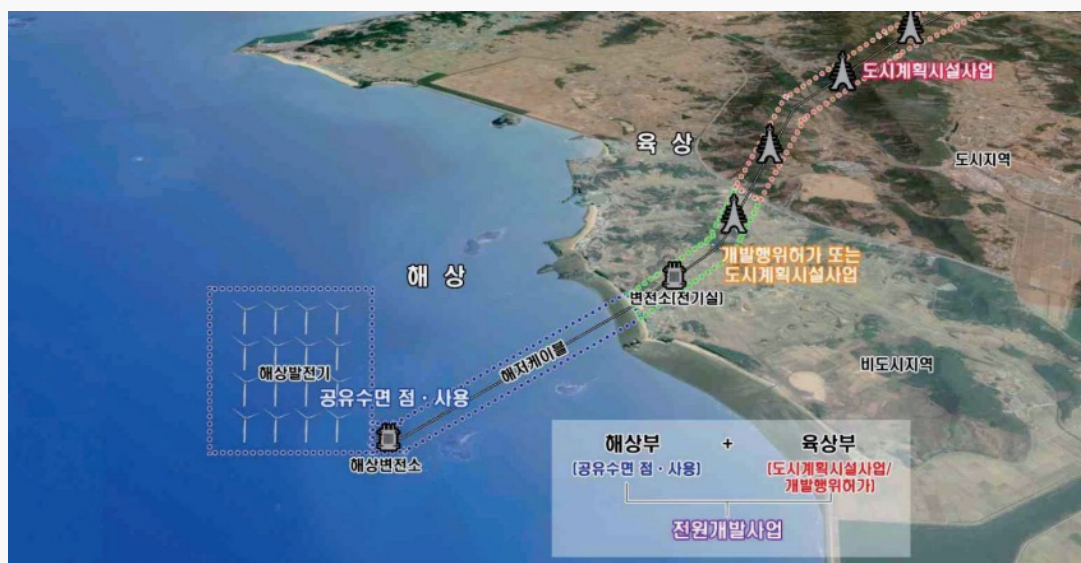 도시계획시설사업
육 상
도시지역
개발행위허가 또는
도시계획시설사업
해 상
변전소(전기실)
해저케이블
비도시지역
해상발전기
공유수면 점·사용
해상변전소
해상부 + 육상부
(공유수면 점·사용) (도시계획시설사업/
개발행위허가)
전원개발사업